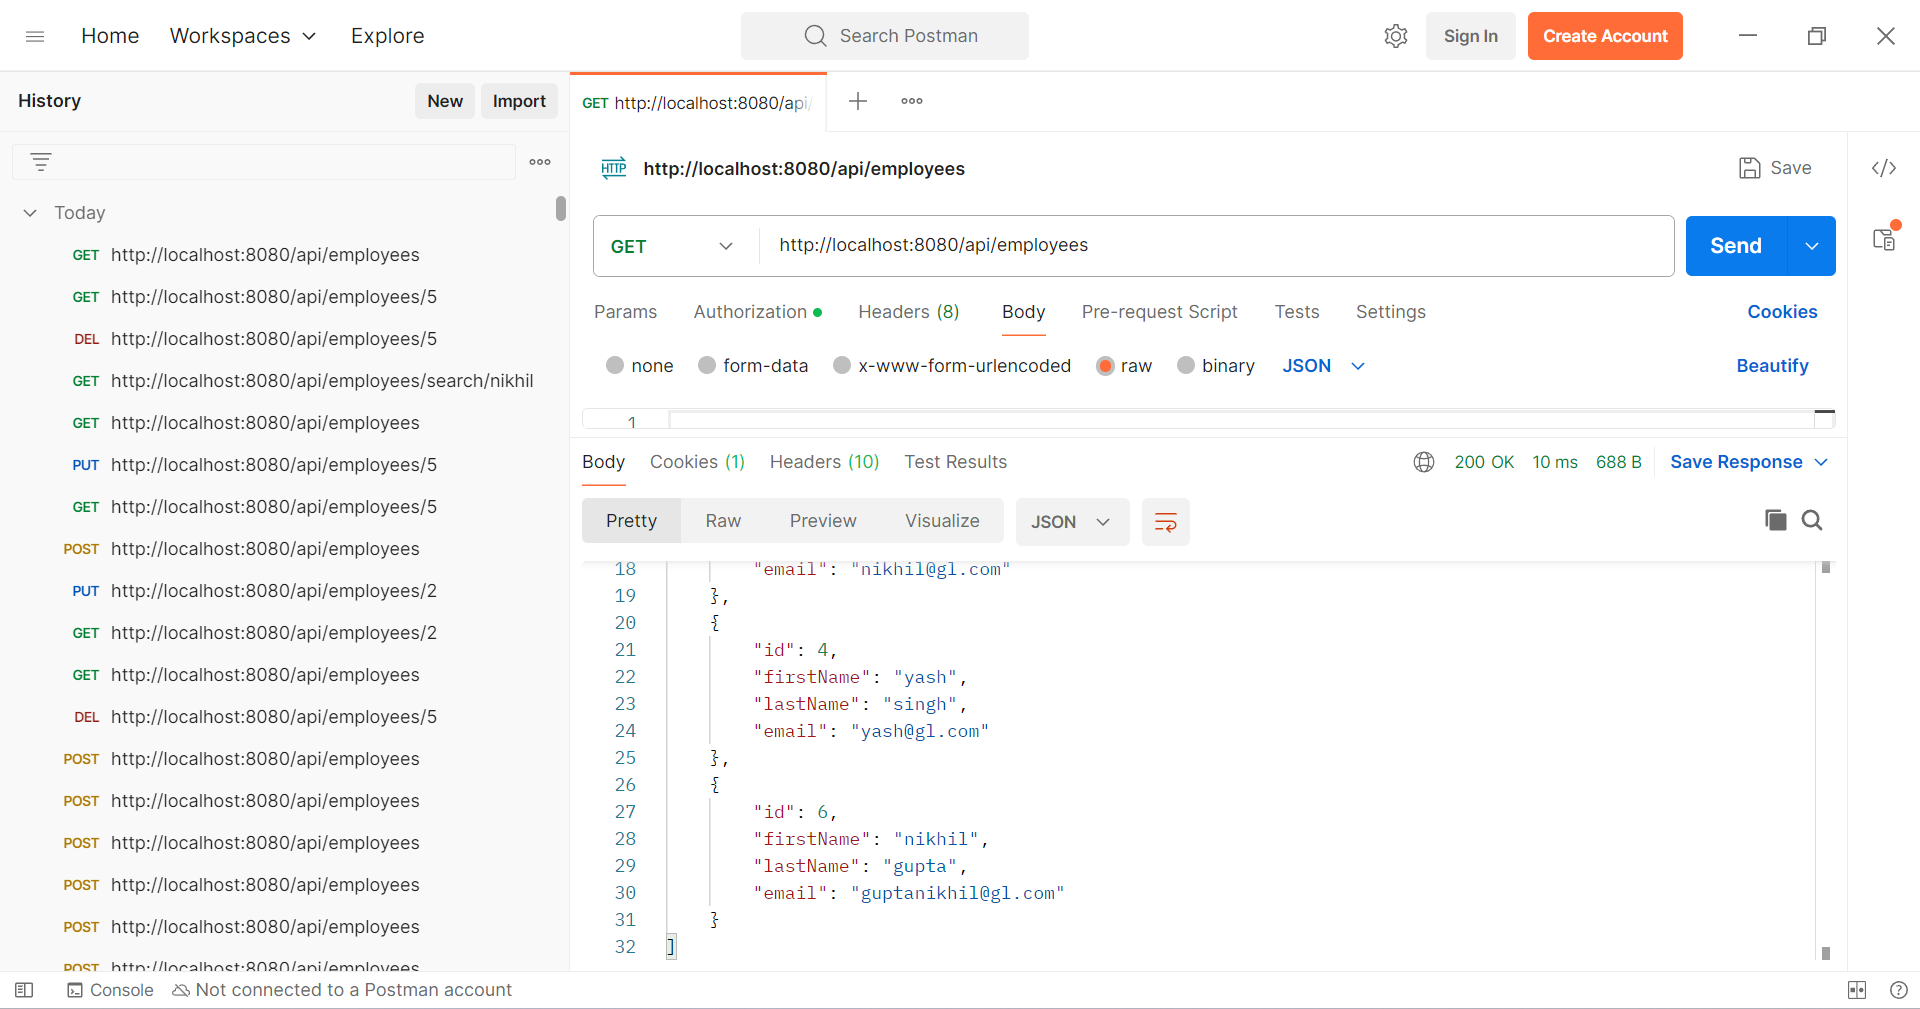 Home Workspaces Explore Search Postman Sign In Create Account
History New Import
GET http://localhost:8080/api/
HTTP http://localhost:8080/api/employees Save
Today
GET http://localhost:8080/api/employees
GET http://localhost:8080/api/employees/5
DEL http://localhost:8080/api/employees/5
GET http://localhost:8080/api/employees/search/nikhil
GET http://localhost:8080/api/employees
PUT http://localhost:8080/api/employees/5
GET http://localhost:8080/api/employees/5
POST http://localhost:8080/api/employees
PUT http://localhost:8080/api/employees/2
GET http://localhost:8080/api/employees/2
GET http://localhost:8080/api/employees
DEL http://localhost:8080/api/employees/5
POST http://localhost:8080/api/employees
POST http://localhost:8080/api/employees
POST http://localhost:8080/api/employees
POST http://localhost:8080/api/employees
POST http://localhost:8080/api/employees
POST http://localhost:8080/api/employees
GET http://localhost:8080/api/employees Send
Params Authorization Headers (8) Body Pre-request Script Tests Settings Cookies
none form-data x-www-form-urlencoded raw binary JSON Beautify
1
Body Cookies (1) Headers (10) Test Results 200 OK 10 ms 688 B Save Response
Pretty Raw Preview Visualize JSON
18 "email": "nikhil@gl.com"
19 },
20 {
21 "id": 4,
22 "firstName": "yash",
23 "lastName": "singh",
24 "email": "yash@gl.com"
25 },
26 {
27 "id": 6,
28 "firstName": "nikhil",
29 "lastName": "gupta",
30 "email": "guptanikhil@gl.com"
31 }
32 ]
Console Not connected to a Postman account